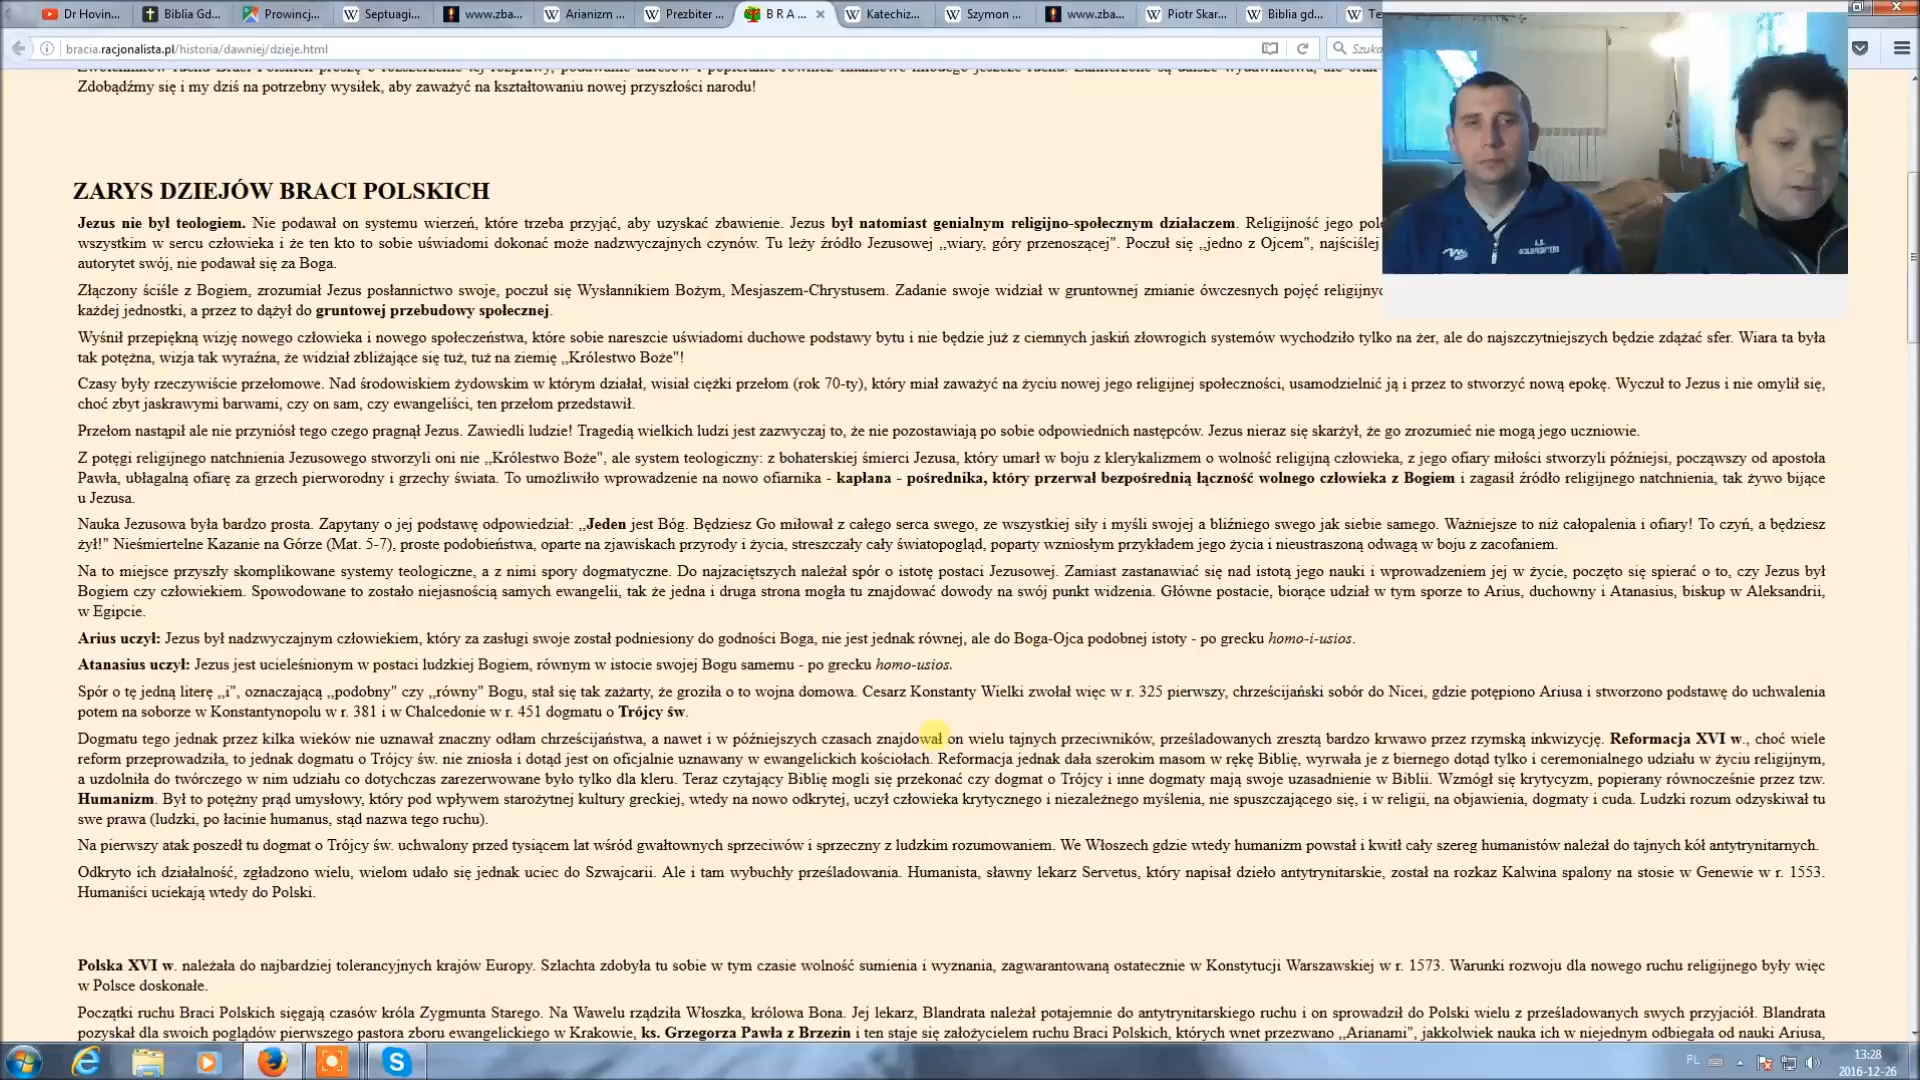 Dr Hovin...
Biblia Gd...
Prowincj...
Septuagi...
www.zba...
Arianizm ...
Prezbiter ...
B R A ...
Katechiz...
Szymon ...
www.zba...
Piotr Skar...
Biblia gd...
bracia.racjonalista.pl/historia/dawniej/dzieje.html
Szuka
Zdobądźmy się i my dziś na potrzebny wysiłek, aby zaważyć na kształtowaniu nowej przyszłości narodu!
ZARYS DZIEJÓW BRACI POLSKICH
Jezus nie był teologiem. Nie podawał on systemu wierzeń, które trzeba przyjąć, aby uzyskać zbawienie. Jezus był natomiast genialnym religijno-społecznym działaczem. Religijność jego pole
wszystkim w sercu człowieka i że ten kto to sobie uświadomi dokonać może nadzwyczajnych czynów. Tu leży źródło Jezusowej ,,wiary, góry przenoszącej". Poczuł się ,,jedno z Ojcem", najściślej
autorytet swój, nie podawał się za Boga.
Złączony ściśle z Bogiem, zrozumiał Jezus posłannictwo swoje, poczuł się Wysłannikiem Bożym, Mesjaszem-Chrystusem. Zadanie swoje widział w gruntownej zmianie ówczesnych pojęć religijnyc
każdej jednostki, a przez to dążył do gruntowej przebudowy społecznej.
Wyśnił przepiękną wizję nowego człowieka i nowego społeczeństwa, które sobie nareszcie uświadomi duchowe podstawy bytu i nie będzie już z ciemnych jaskiń złowrogich systemów wychodziło tylko na żer, ale do najszczytniejszych będzie zdążać sfer. Wiara ta była
tak potężna, wizja tak wyraźna, że widział zbliżające się tuż, tuż na ziemię ,,Królestwo Boże"!
Czasy były rzeczywiście przełomowe. Nad środowiskiem żydowskim w którym działał, wisiał ciężki przełom (rok 70-ty), który miał zaważyć na życiu nowej jego religijnej społeczności, usamodzielnić ją i przez to stworzyć nową epokę. Wyczuł to Jezus i nie omylił się,
choć zbyt jaskrawymi barwami, czy on sam, czy ewangeliści, ten przełom przedstawił.
Przełom nastąpił ale nie przyniósł tego czego pragnął Jezus. Zawiedli ludzie! Tragedią wielkich ludzi jest zazwyczaj to, że nie pozostawiają po sobie odpowiednich następców. Jezus nieraz się skarżył, że go zrozumieć nie mogą jego uczniowie.
Z potęgi religijnego natchnienia Jezusowego stworzyli oni nie ,,Królestwo Boże", ale system teologiczny: z bohaterskiej śmierci Jezusa, który umarł w boju z klerykalizmem o wolność religijną człowieka, z jego ofiary miłości stworzyli później, począwszy od apostoła
Pawła, ubłagalną ofiarę za grzech pierworodny i grzechy świata. To umożliwiło wprowadzenie na nowo ofiarnika - kapłana - pośrednika, który przerwał bezpośrednią łączność wolnego człowieka z Bogiem i zagasił źródło religijnego natchnienia, tak żywo bijące
u Jezusa.
Nauka Jezusowa była bardzo prosta. Zapytany o jej podstawę odpowiedział: ,,Jeden jest Bóg. Będziesz Go miłował z całego serca swego, ze wszystkiej siły i myśli swojej a bliźniego swego jak siebie samego. Ważniejsze to niż całopalenia i ofiary! To czyń, a będziesz
żył!" Nieśmiertelne Kazanie na Górze (Mat. 5-7), proste podobieństwa, oparte na zjawiskach przyrody i życia, streszczały cały światopogląd, poparty wzniosłym przykładem jego życia i nieustraszoną odwagą w boju z zacofaniem.
Na to miejsce przyszły skomplikowane systemy teologiczne, a z nimi spory dogmatyczne. Do najzaciętszych należał spór o istotę postaci Jezusowej. Zamiast zastanawiać się nad istotą jego nauki i wprowadzeniem jej w życie, poczęto się spierać o to, czy Jezus był
Bogiem czy człowiekiem. Spowodowane to zostało niejasnością samych ewangelii, tak że jedna i druga strona mogła tu znajdować dowody na swój punkt widzenia. Główne postacie, biorące udział w tym sporze to Arius, duchowny i Atanasius, biskup w Aleksandrii,
w Egipcie.
Arius uczył: Jezus był nadzwyczajnym człowiekiem, który za zasługi swoje został podniesiony do godności Boga, nie jest jednak równej, ale do Boga-Ojca podobnej istoty - po grecku homo-i-usios.
Atanasius uczył: Jezus jest ucieleśnionym w postaci ludzkiej Bogiem, równym w istocie swojej Bogu samemu - po grecku homo-usios.
Spór o tę jedną literę ,,i", oznaczającą ,,podobny" czy ,,równy" Bogu, stał się tak zażarty, że groziła o to wojna domowa. Cesarz Konstanty Wielki zwołał więc w r. 325 pierwszy, chrześcijański sobór do Nicei, gdzie potępiono Ariusa i stworzono podstawę do uchwalenia
potem na soborze w Konstantynopolu w r. 381 i w Chalcedonie w r. 451 dogmatu o Trójcy św.
Dogmatu tego jednak przez kilka wieków nie uznawał znaczny odłam chrześcijaństwa, a nawet i w późniejszych czasach znajdował on wielu tajnych przeciwników, prześladowanych zresztą bardzo krwawo przez rzymską inkwizycję. Reformacja XVI w., choć wiele
reform przeprowadziła, to jednak dogmatu o Trójcy św. nie zniosła i dotąd jest on oficjalnie uznawany w ewangelickich kościołach. Reformacja jednak dała szerokim masom w rękę Biblię, wyrwała je z biernego dotąd tylko i ceremonialnego udziału w życiu religijnym,
a uzdolniła do twórczego w nim udziału co dotychczas zarezerwowane było tylko dla kleru. Teraz czytający Biblię mogli się przekonać czy dogmat o Trójcy i inne dogmaty mają swoje uzasadnienie w Biblii. Wzmógł się krytycyzm, popierany równocześnie przez tzw.
Humanizm. Był to potężny prąd umysłowy, który pod wpływem starożytnej kultury greckiej, wtedy na nowo odkrytej, uczył człowieka krytycznego i niezależnego myślenia, nie spuszczającego się, i w religii, na objawienia, dogmaty i cuda. Ludzki rozum odzyskiwał tu
swe prawa (ludzki, po łacinie humanus, stąd nazwa tego ruchu).
Na pierwszy atak poszedł tu dogmat o Trójcy św. uchwalony przed tysiącem lat wśród gwałtownych sprzeciwów i sprzeczny z ludzkim rozumowaniem. We Włoszech gdzie wtedy humanizm powstał i kwitł cały szereg humanistów należał do tajnych kół antytrynitarnych.
Odkryto ich działalność, zgładzono wielu, wielom udało się jednak uciec do Szwajcarii. Ale i tam wybuchły prześladowania. Humanista, sławny lekarz Servetus, który napisał dzieło antytrynitarskie, został na rozkaz Kalwina spalony na stosie w Genewie w r. 1553.
Humaniści uciekają wtedy do Polski.
Polska XVI w. należała do najbardziej tolerancyjnych krajów Europy. Szlachta zdobyła tu sobie w tym czasie wolność sumienia i wyznania, zagwarantowaną ostatecznie w Konstytucji Warszawskiej w r. 1573. Warunki rozwoju dla nowego ruchu religijnego były więc
w Polsce doskonałe.
Początki ruchu Braci Polskich sięgają czasów króla Zygmunta Starego. Na Wawelu rządziła Włoszka, królowa Bona. Jej lekarz, Blandrata należał potajemnie do antytrynitarskiego ruchu i on sprowadził do Polski wielu z prześladowanych swych przyjaciół. Blandrata
pozyskał dla swoich poglądów pierwszego pastora zboru ewangelickiego w Krakowie, ks. Grzegorza Pawła z Brzezin i ten staje się założycielem ruchu Braci Polskich, których wnet przezwano ,,Arianami", jakkolwiek nauka ich w niejednym odbiegała od nauki Ariusa,
PL
13:28
2016-12-26